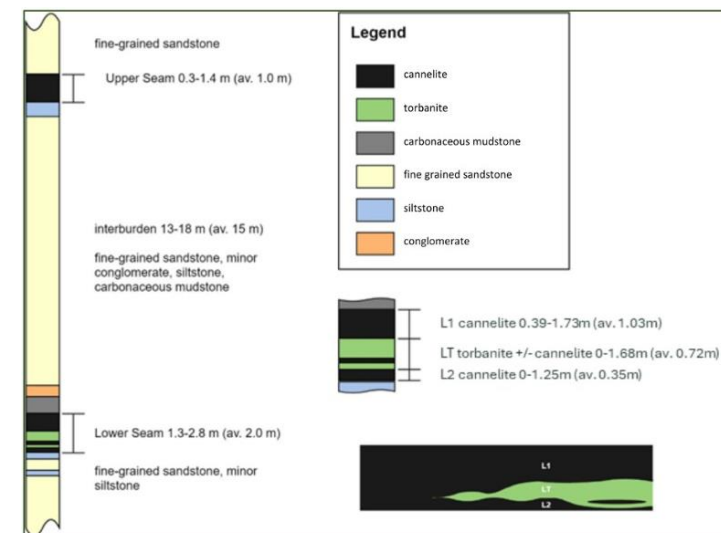 fine-grained sandstone
Upper Seam 0.3-1.4 m (av. 1.0 m)
interburden 13-18 m (av. 15 m)
fine-grained sandstone, minor
conglomerate, siltstone,
carbonaceous mudstone
Lower Seam 1.3-2.8 m (av. 2.0 m)
fine-grained sandstone, minor
siltstone
Legend
cannelite
torbanite
carbonaceous mudstone
fine grained sandstone
siltstone
conglomerate
L1 cannelite 0.39-1.73m (av. 1.03m)
LT torbanite +/- cannelite 0-1.68m (av. 0.72m)
L2 cannelite 0-1.25m (av. 0.35m)
L1
LT
L2